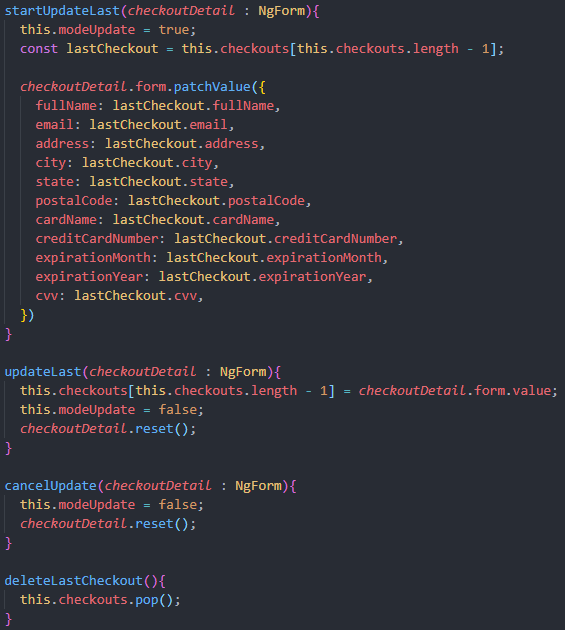 startUpdateLast(checkoutDetail : NgForm){
  this.modeUpdate = true;
  const lastCheckout = this.checkouts[this.checkouts.length - 1];

  checkoutDetail.form.patchValue({
    fullName: lastCheckout.fullName,
    email: lastCheckout.email,
    address: lastCheckout.address,
    city: lastCheckout.city,
    state: lastCheckout.state,
    postalCode: lastCheckout.postalCode,
    cardName: lastCheckout.cardName,
    creditCardNumber: lastCheckout.creditCardNumber,
    expirationMonth: lastCheckout.expirationMonth,
    expirationYear: lastCheckout.expirationYear,
    cvv: lastCheckout.cvv,
  })
}

updateLast(checkoutDetail : NgForm){
  this.checkouts[this.checkouts.length - 1] = checkoutDetail.form.value;
  this.modeUpdate = false;
  checkoutDetail.reset();
}

cancelUpdate(checkoutDetail : NgForm){
  this.modeUpdate = false;
  checkoutDetail.reset();
}

deleteLastCheckout(){
  this.checkouts.pop();
}